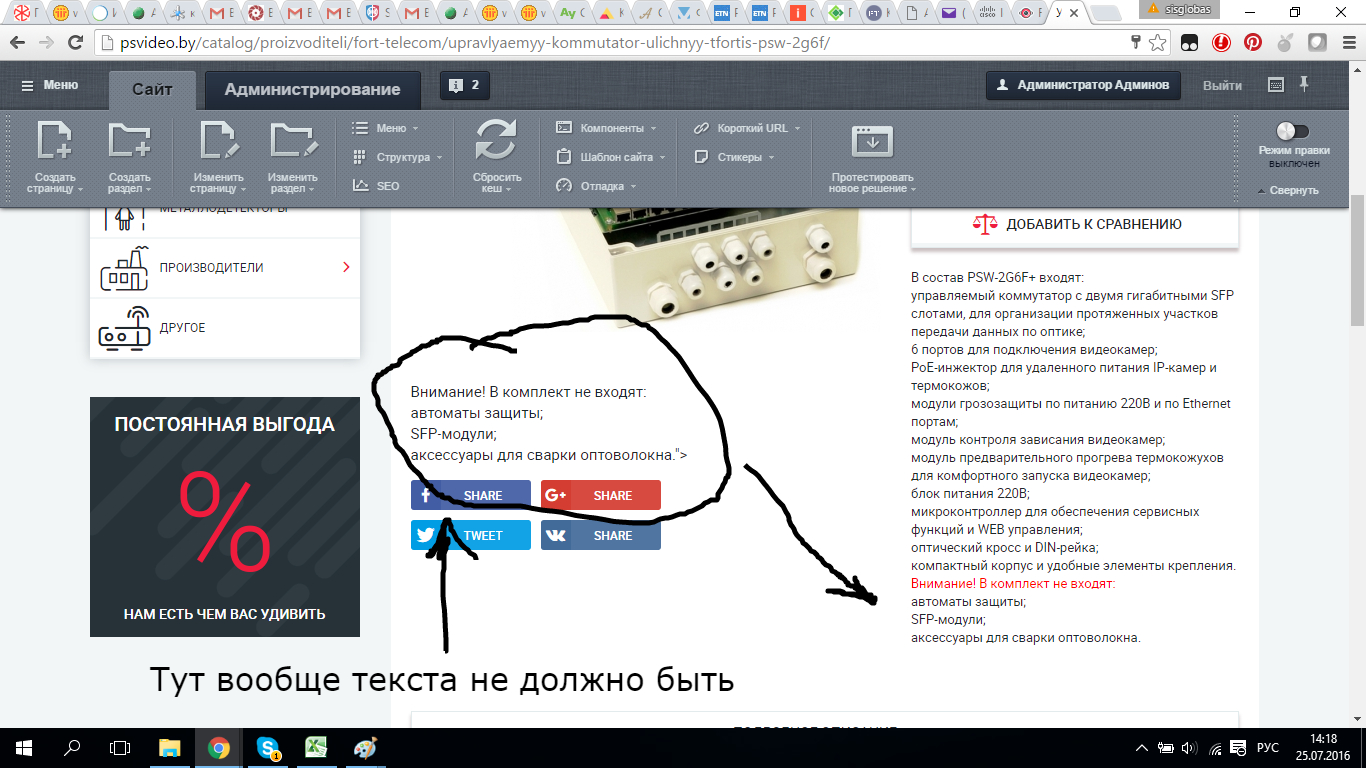 sisglobas
psvideo.by/catalog/proizvoditeli/fort-telecom/upravlyaemyy-kommutator-ulichnyy-tfortis-psw-2g6f/
Меню
Сайт
Администрирование
2
Администратор Админов
Выйти
Создать страницу
Создать раздел
Изменить страницу
Изменить раздел
Меню
Структура
SEO
Сбросить кеш
Компоненты
Шаблон сайта
Отладка
Короткий URL
Стикеры
Протестировать новое решение
Режим правки
выключен
Свернуть
МЕТАЛЛОДЕТЕКТОРЫ
ПРОИЗВОДИТЕЛИ
ДРУГОЕ
ПОСТОЯННАЯ ВЫГОДА
%
НАМ ЕСТЬ ЧЕМ ВАС УДИВИТЬ
Внимание! В комплект не входят:
автоматы защиты;
SFP-модули;
аксессуары для сварки оптоволокна.">
SHARE
SHARE
TWEET
SHARE
ДОБАВИТЬ К СРАВНЕНИЮ
В состав PSW-2G6F+ входят:
управляемый коммутатор с двумя гигабитными SFP
слотами, для организации протяженных участков
передачи данных по оптике;
6 портов для подключения видеокамер;
PoE-инжектор для удаленного питания IP-камер и
термокожов;
модули грозозащиты по питанию 220В и по Ethernet
портам;
модуль контроля зависания видеокамер;
модуль предварительного прогрева термокожухов
для комфортного запуска видеокамер;
блок питания 220В;
микроконтроллер для обеспечения сервисных
функций и WEB управления;
оптический кросс и DIN-рейка;
компактный корпус и удобные элементы крепления.
Внимание! В комплект не входят:
автоматы защиты;
SFP-модули;
аксессуары для сварки оптоволокна.
Тут вообще текста не должно быть
РУС
14:18
25.07.2016